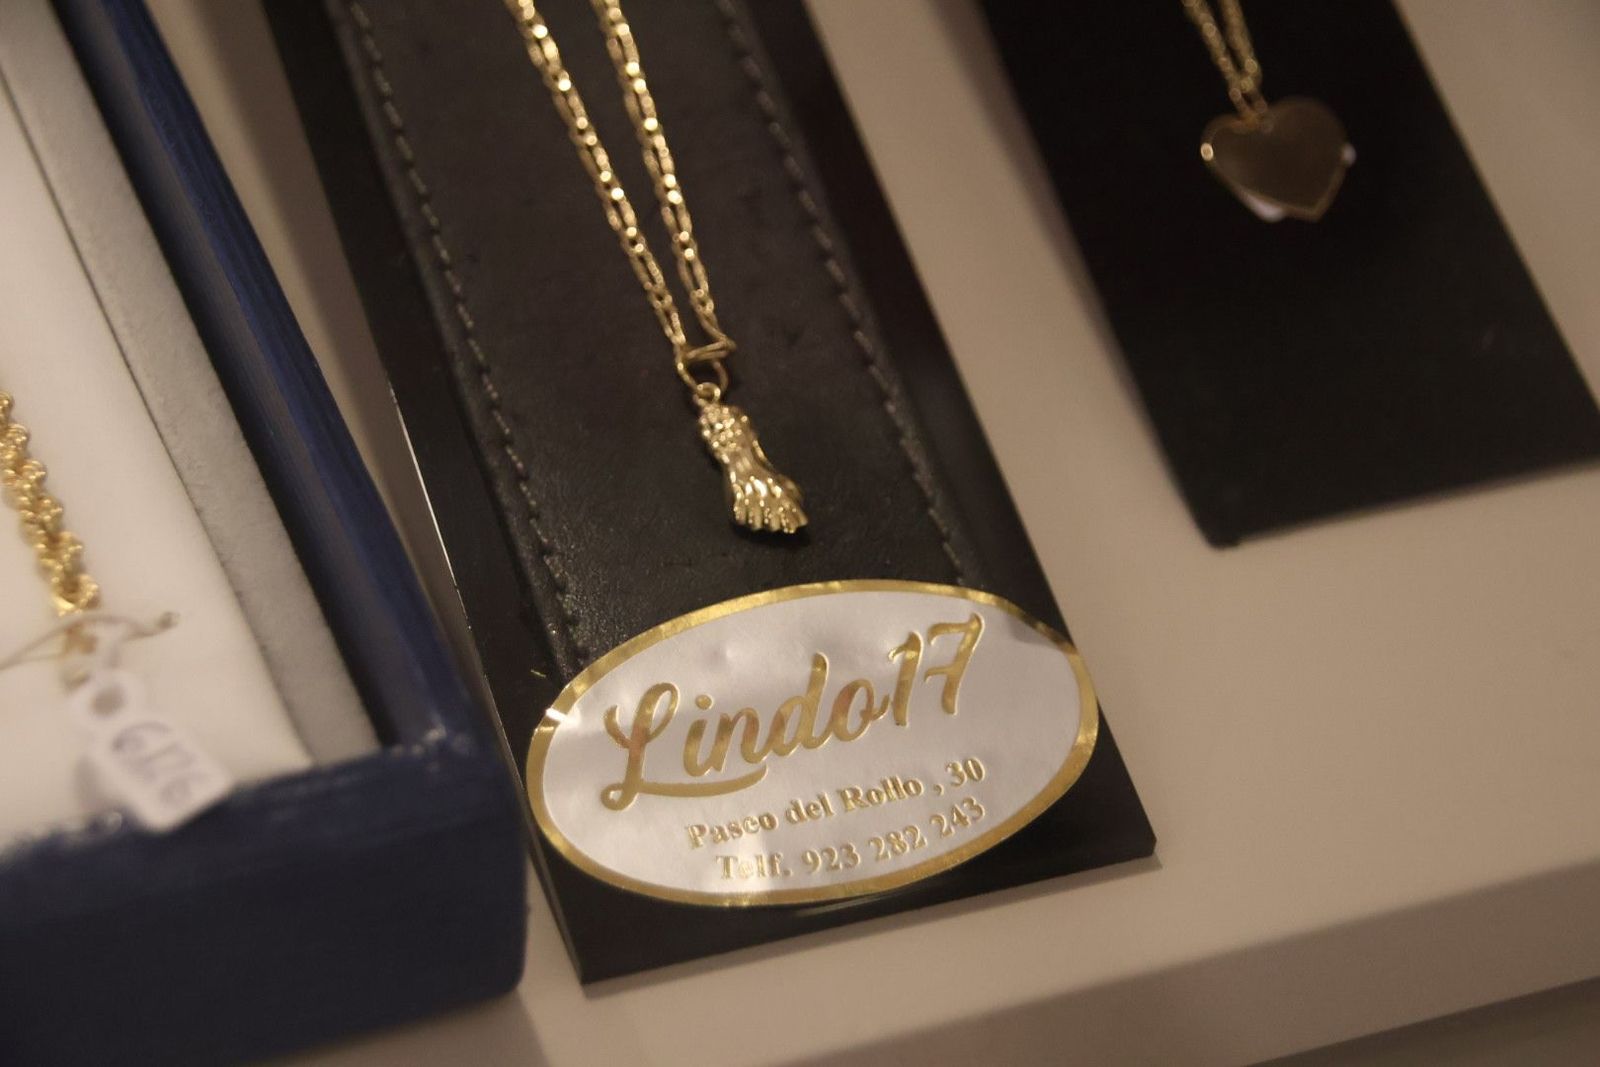 Lindo17
Paseo del Rollo , 30
Telf. 923 282 243